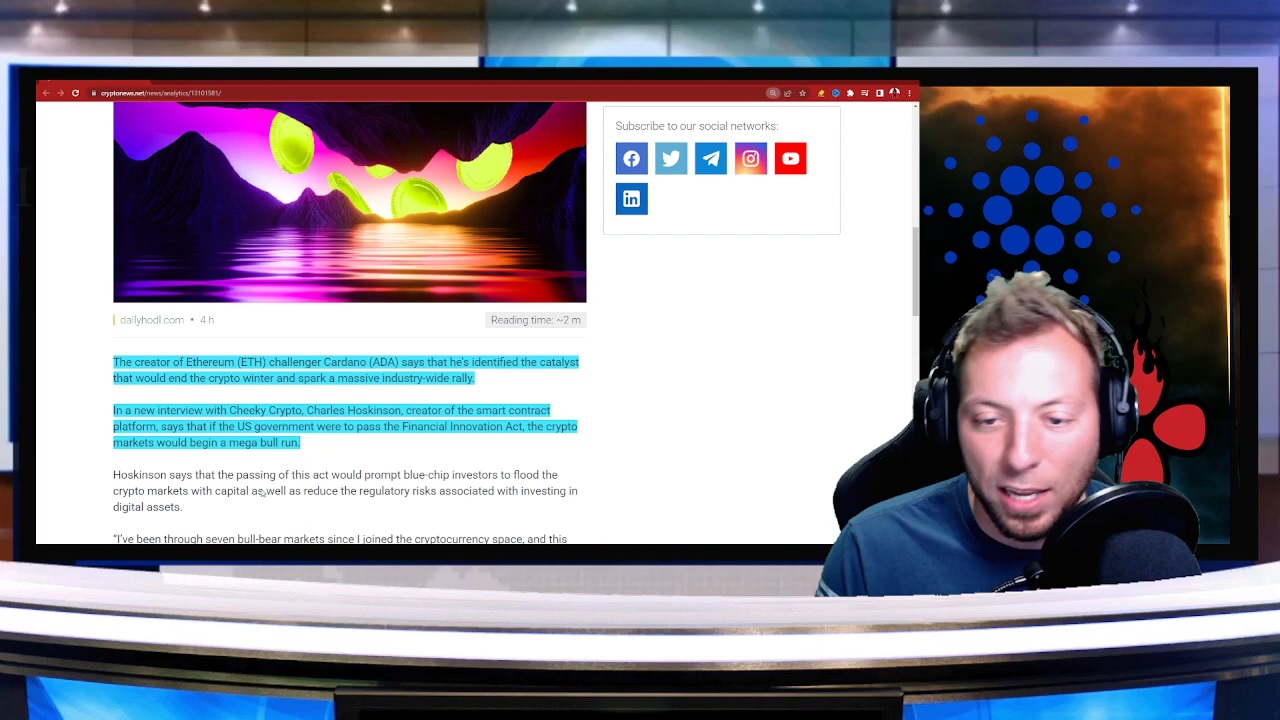 cryptonews.net/news/analytics/13101581/
Subscribe to our social networks:
dailyhodl.com • 4 h
Reading time: ~2 m
The creator of Ethereum (ETH) challenger Cardano (ADA) says that he's identified the catalyst
that would end the crypto winter and spark a massive industry-wide rally.
In a new interview with Cheeky Crypto, Charles Hoskinson, creator of the smart contract
platform, says that if the US government were to pass the Financial Innovation Act, the crypto
markets would begin a mega bull run.
Hoskinson says that the passing of this act would prompt blue-chip investors to flood the
crypto markets with capital as well as reduce the regulatory risks associated with investing in
digital assets.
“I've been through seven bull-bear markets since I joined the cryptocurrency space, and this